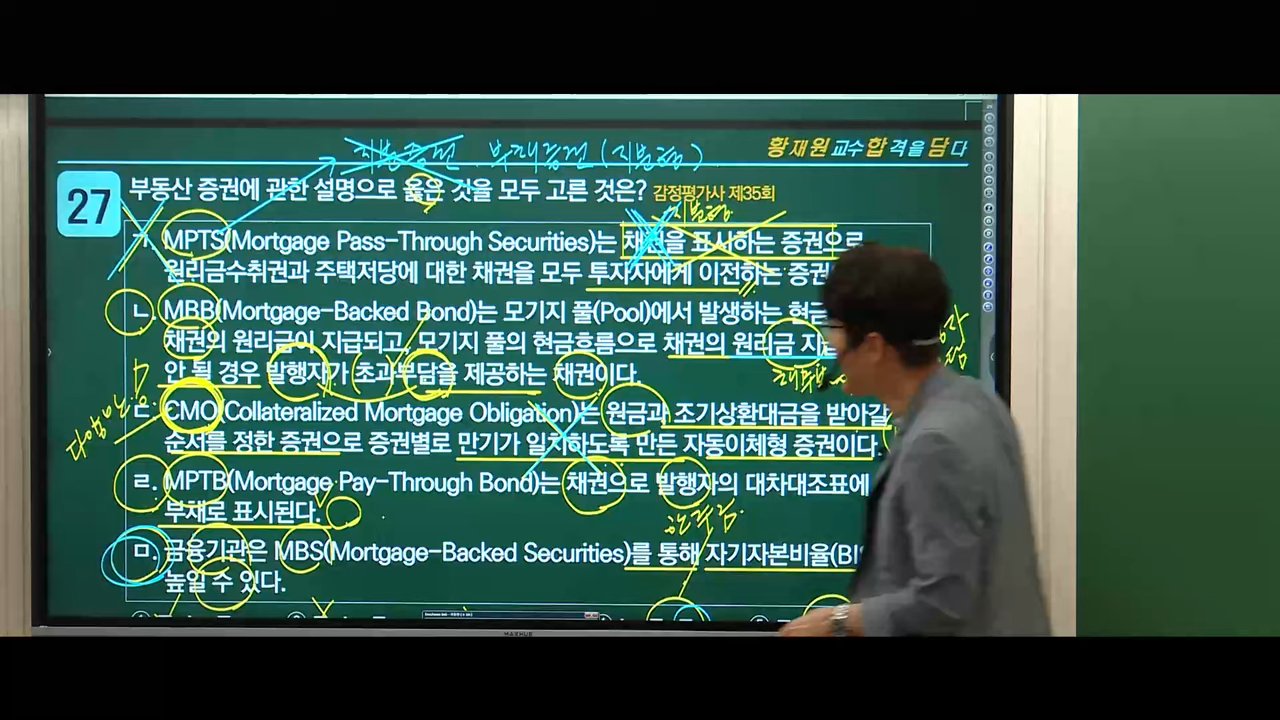 지분증권 부채증권(지분형)
황재원 교수 합격을 담다
27 부동산 증권에 관한 설명으로 옳은 것을 모두 고른 것은? 감정평가사 제35회
지분형
ㄱ. MPTS(Mortgage Pass-Through Securities)는 채권을 표시하는 증권으로
원리금수취권과 주택저당에 대한 채권을 모두 투자자에게 이전하는
ㄴ. MBB(Mortgage-Backed Bond)는 모기지 풀(Pool)에서 발생하는
채권의 원리금이 지급되고, 모기지 풀의 현금흐름으로 채권의 원리금
안 될 경우 발행자가 초과부담을 제공하는 채권이다.
다양만기
ㄷ. CMO(Collateralized Mortgage Obligation)는 원금과 조기상환대금을 받아갈
순서를 정한 증권으로 증권별로 만기가 일치하도록 만든 자동이체형 증권이다.
ㄹ. MPTB(Mortgage Pay-Through Bond)는 채권으로 발행자의 대차대조표에
부채로 표시된다.
ㅁ. 금융기관은 MBS(Mortgage-Backed Securities)를 통해
높일 수 있다.
MAXHUB